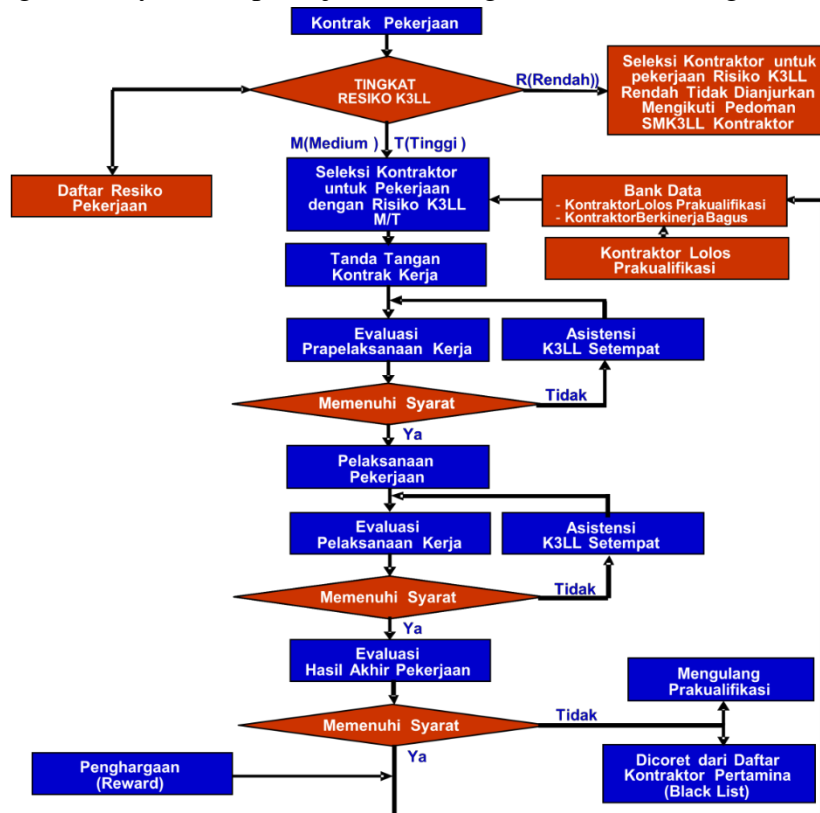 Kontrak Pekerjaan
TINGKAT
RESIKO K3LL
R(Rendah))
Seleksi Kontraktor untuk
pekerjaan Risiko K3LL
Rendah Tidak Dianjurkan
Mengikuti Pedoman
SMK3LL Kontraktor
M(Medium )
T(Tinggi )
Daftar Resiko
Pekerjaan
Seleksi Kontraktor
untuk Pekerjaan
dengan Risiko K3LL
M/T
Bank Data
- KontraktorLolos Prakualifikasi
- KontraktorBerkinerja Bagus
Kontraktor Lolos
Prakualifikasi
Tanda Tangan
Kontrak Kerja
Evaluasi
Prapelaksanaan Kerja
Asistensi
K3LL Setempat
Memenuhi Syarat
Tidak
Ya
Pelaksanaan
Pekerjaan
Evaluasi
Pelaksanaan Kerja
Asistensi
K3LL Setempat
Memenuhi Syarat
Tidak
Ya
Evaluasi
Hasil Akhir Pekerjaan
Mengulang
Prakualifikasi
Memenuhi Syarat
Tidak
Ya
Penghargaan
(Reward)
Dicoret dari Daftar
Kontraktor Pertamina
(Black List)